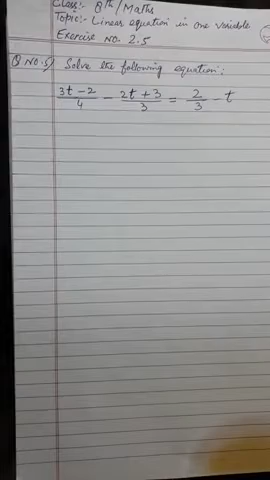 Class:- 8th/Maths
Topic:- Linear equation in one variable
Exercise No. 2.5
Q No. 5) Solve the following equation:
(3t-2)/4 - (2t+3)/3 = 2/3 - t